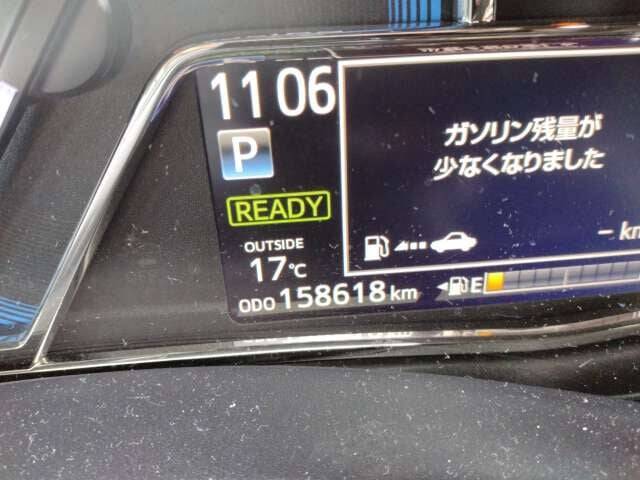 11 06
ガソリン残量が
少なくなりました
P
READY
OUTSIDE
17℃
- km
ODO 158618 km
E